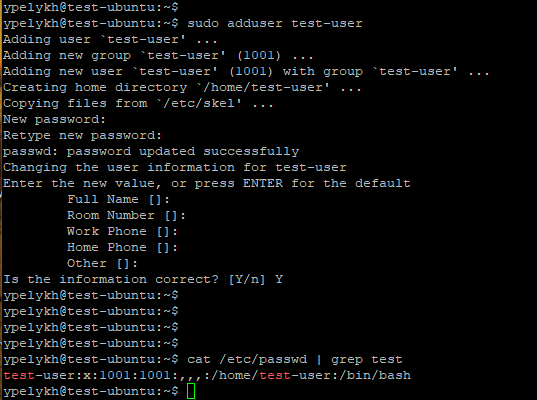 ypelykh@test-ubuntu:~$
ypelykh@test-ubuntu:~$ sudo adduser test-user
Adding user `test-user' ...
Adding new group `test-user' (1001) ...
Adding new user `test-user' (1001) with group `test-user' ...
Creating home directory `/home/test-user' ...
Copying files from `/etc/skel' ...
New password:
Retype new password:
passwd: password updated successfully
Changing the user information for test-user
Enter the new value, or press ENTER for the default
        Full Name []:
        Room Number []:
        Work Phone []:
        Home Phone []:
        Other []:
Is the information correct? [Y/n] Y
ypelykh@test-ubuntu:~$
ypelykh@test-ubuntu:~$
ypelykh@test-ubuntu:~$
ypelykh@test-ubuntu:~$
ypelykh@test-ubuntu:~$ cat /etc/passwd | grep test
test-user:x:1001:1001:,,,:/home/test-user:/bin/bash
ypelykh@test-ubuntu:~$